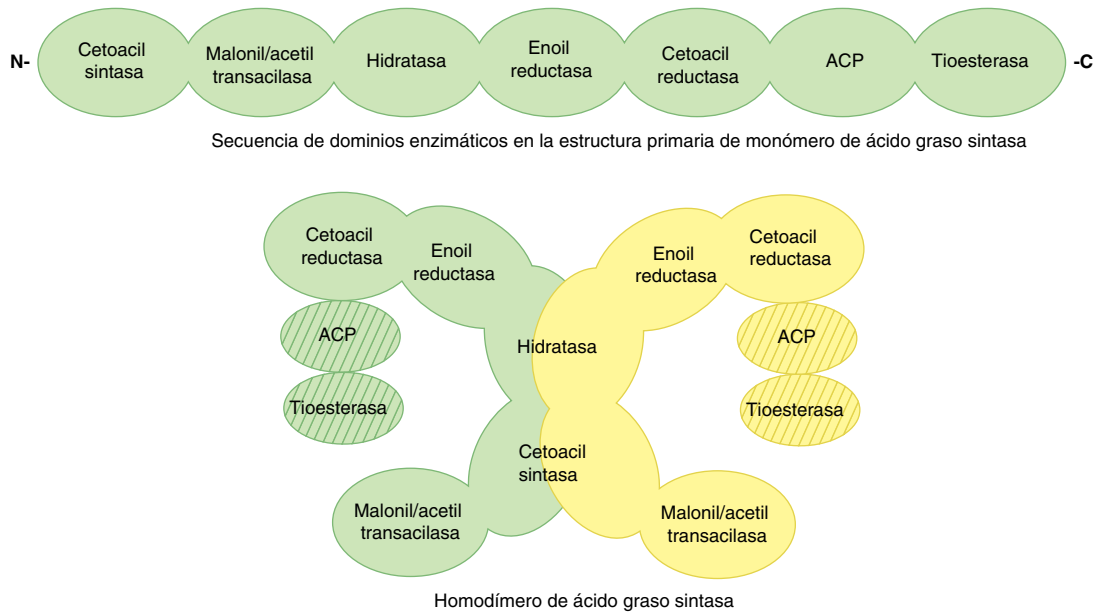 N-
Cetoacil
sintasa
Malonil/acetil
transacilasa
Hidratasa
Enoil
reductasa
Cetoacil
reductasa
ACP
Tioesterasa
-C
Secuencia de dominios enzimáticos en la estructura primaria de monómero de ácido graso sintasa
Cetoacil
reductasa
Enoil
reductasa
Enoil
reductasa
Cetoacil
reductasa
ACP
Hidratasa
ACP
Tioesterasa
Tioesterasa
Cetoacil
sintasa
Malonil/acetil
transacilasa
Malonil/acetil
transacilasa
Homodímero de ácido graso sintasa